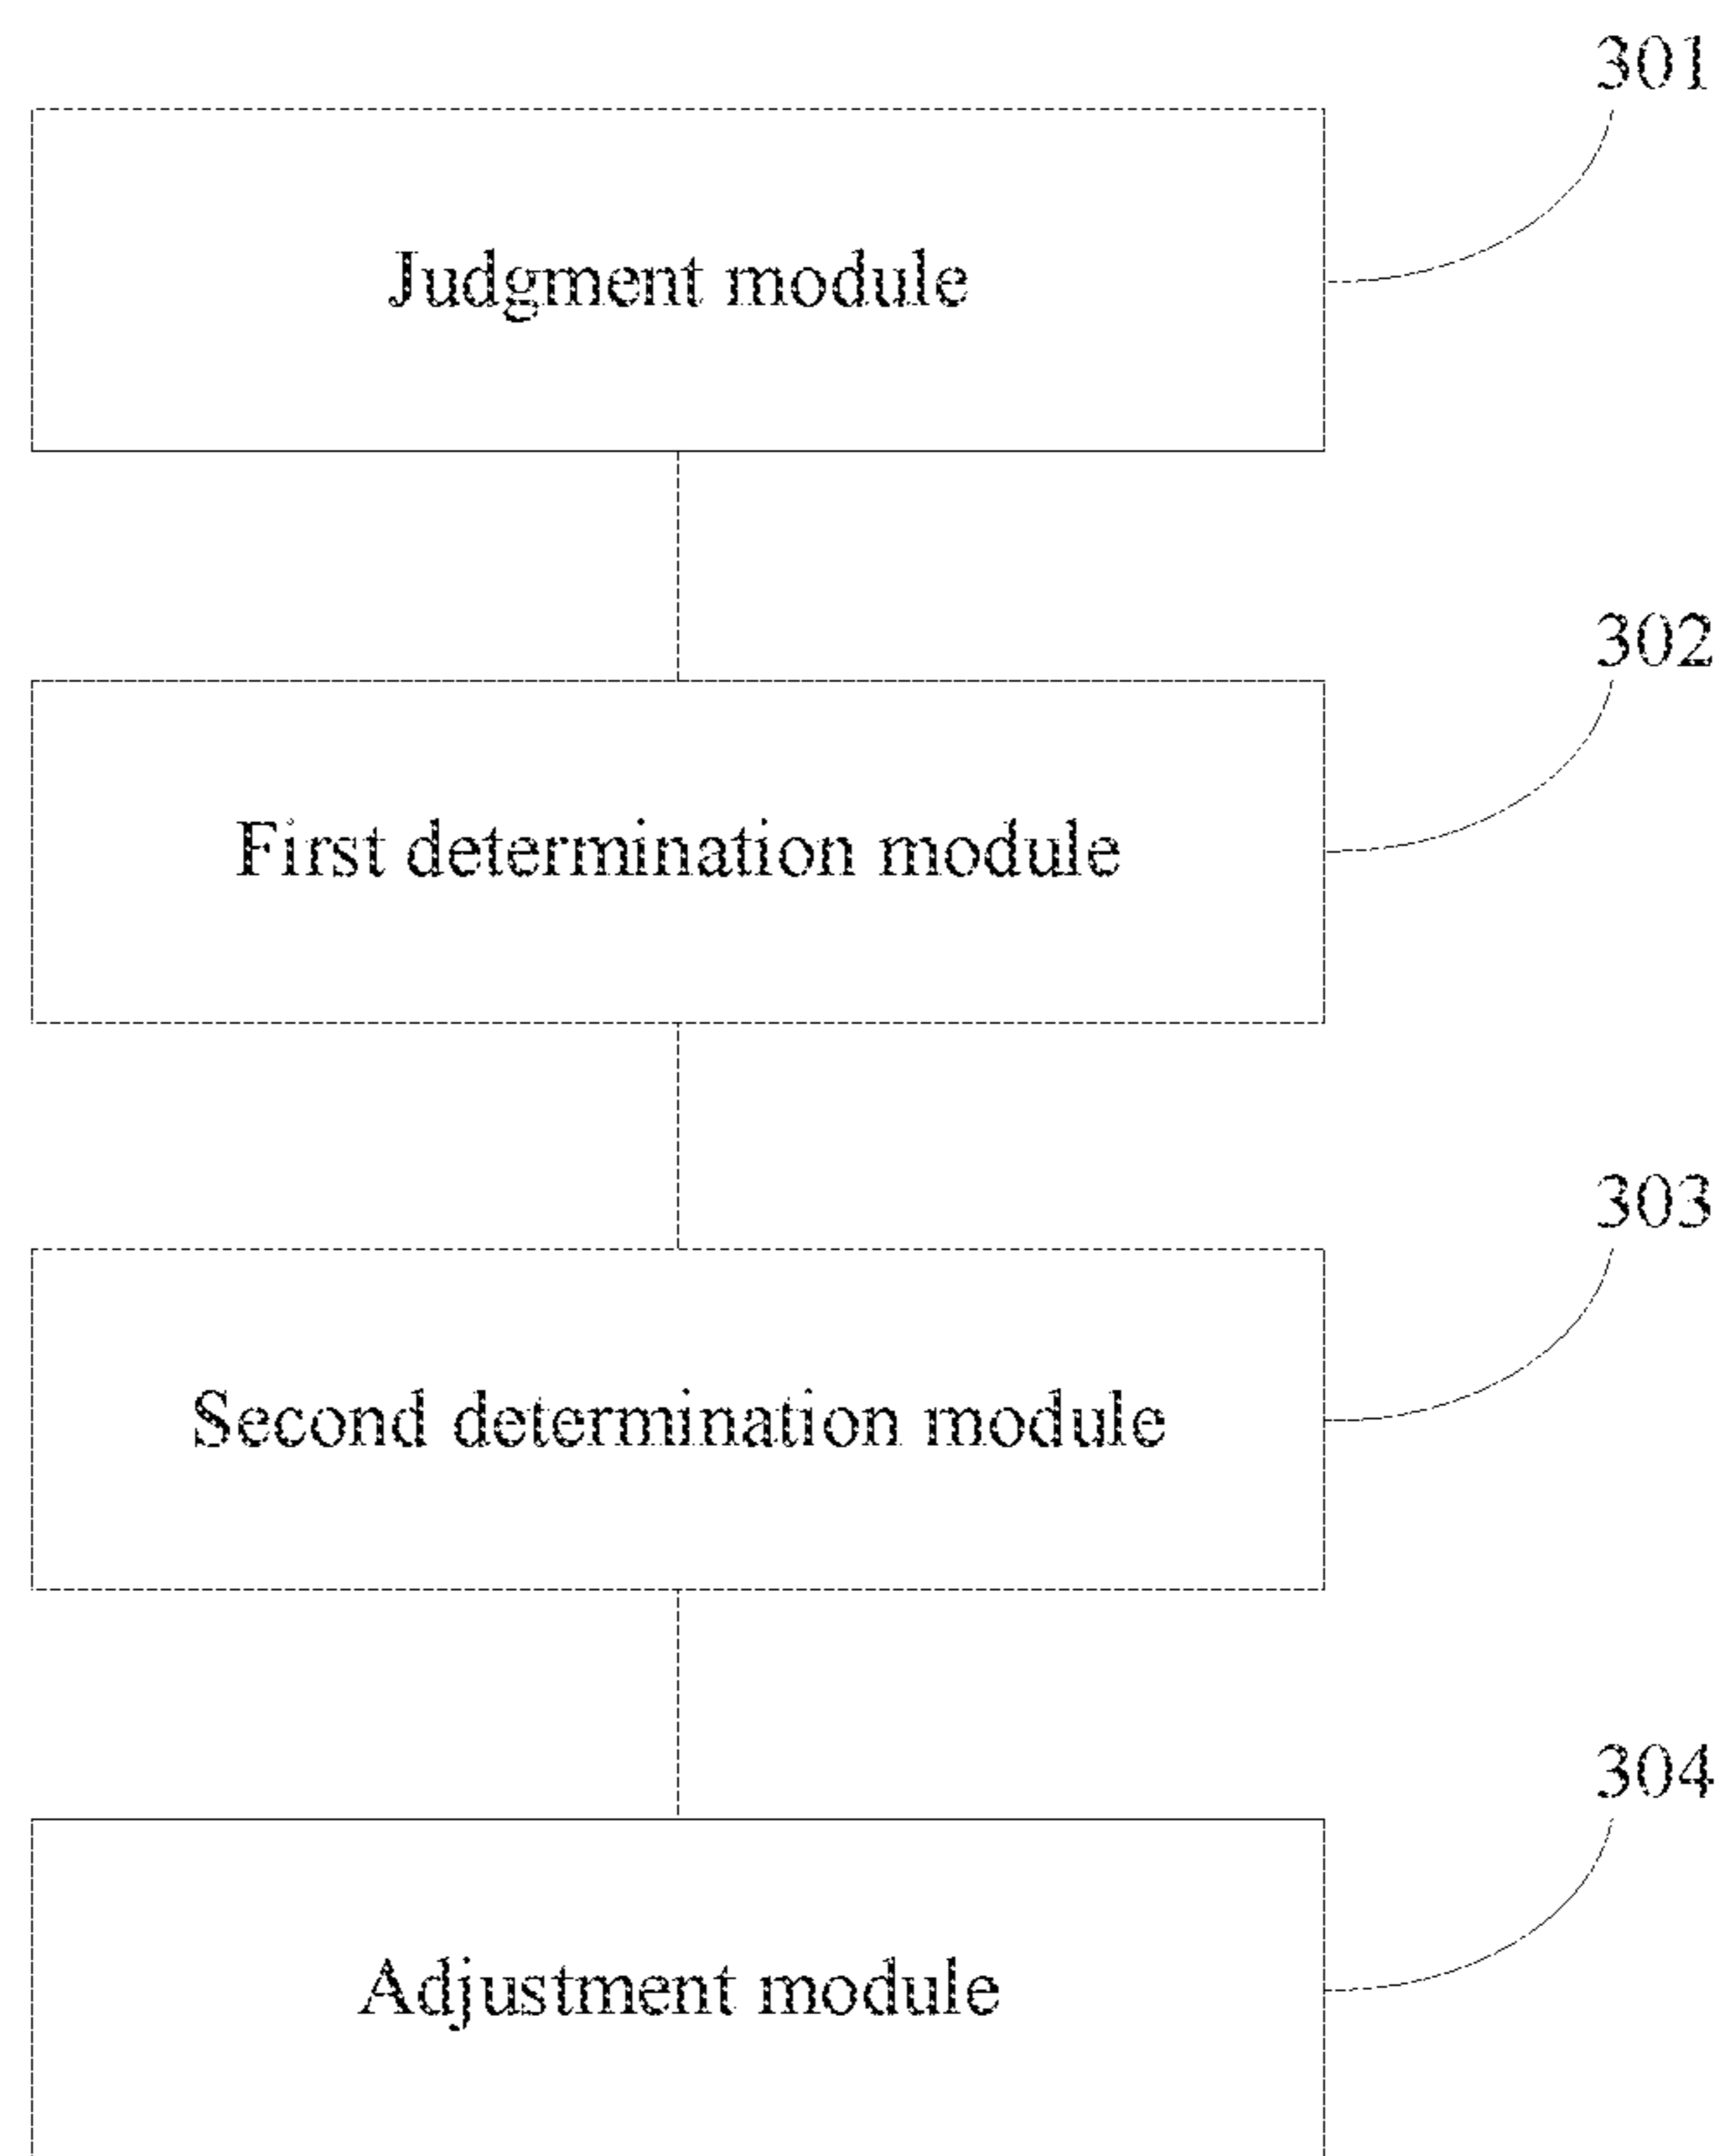 301
Judgment module
302
First determination module
303
Second determination module
304
Adjustment module